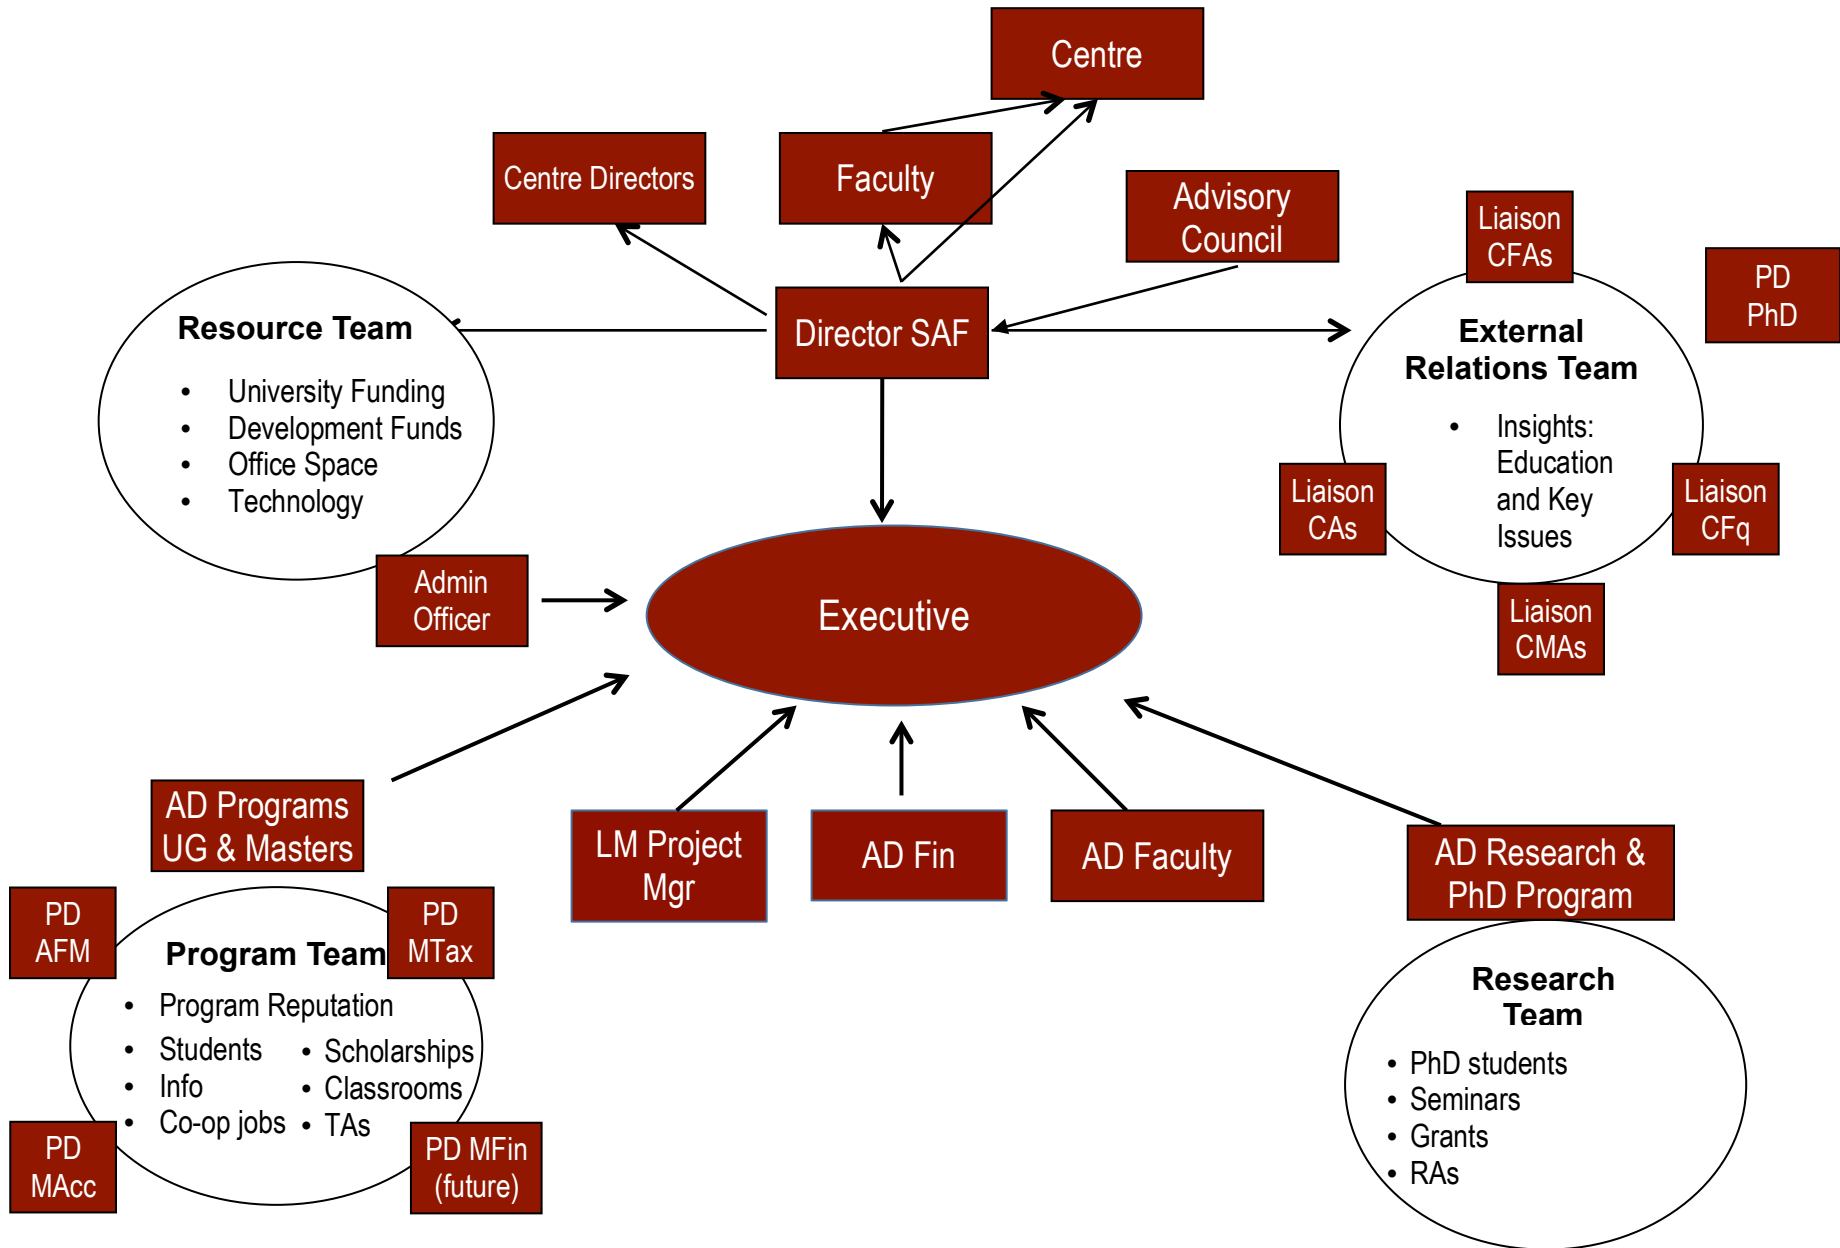 Centre
Centre Directors
Faculty
Advisory
Council
Liaison
CFAs
PD
PhD
Director SAF
Resource Team
• University Funding
• Development Funds
• Office Space
• Technology
External
Relations Team
• Insights:
Education
and Key
Issues
Liaison
CAs
Liaison
CFq
Liaison
CMAs
Admin
Officer
Executive
AD Programs
UG & Masters
LM Project
Mgr
AD Fin
AD Faculty
AD Research &
PhD Program
PD
AFM
PD
MTax
Program Team
• Program Reputation
• Students
• Info
• Co-op jobs
• Scholarships
• Classrooms
• TAs
PD
MAcc
PD MFin
(future)
Research
Team
• PhD students
• Seminars
• Grants
• RAs